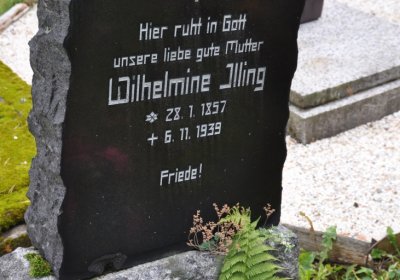 Hier ruht in Gott
unsere liebe gute Mutter
Wilhelmine Illing
* 28. 1. 1857
+ 6. 11. 1939
Friede!